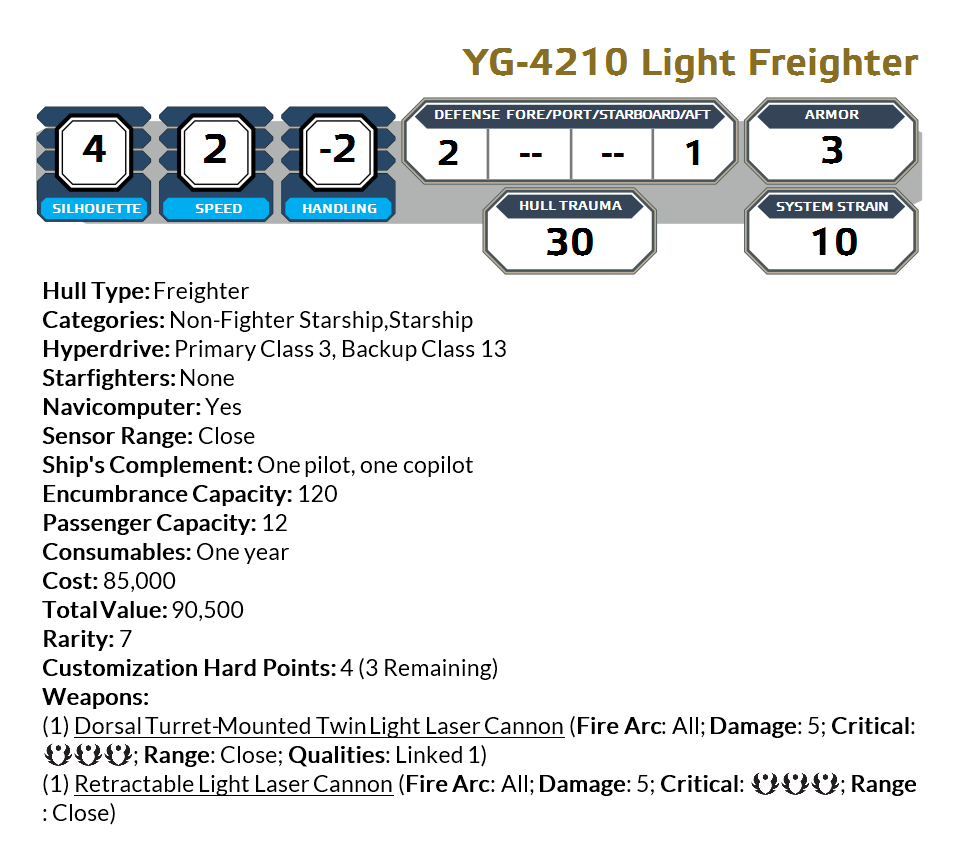 YG-4210 Light Freighter
4
2
-2
DEFENSE FORE/PORT/STARBOARD/AFT
2 -- -- 1
ARMOR
3
SILHOUETTE
SPEED
HANDLING
HULL TRAUMA
30
SYSTEM STRAIN
10
Hull Type: Freighter
Categories: Non-Fighter Starship,Starship
Hyperdrive: Primary Class 3, Backup Class 13
Starfighters: None
Navicomputer: Yes
Sensor Range: Close
Ship's Complement: One pilot, one copilot
Encumbrance Capacity: 120
Passenger Capacity: 12
Consumables: One year
Cost: 85,000
Total Value: 90,500
Rarity: 7
Customization Hard Points: 4 (3 Remaining)
Weapons:
(1) Dorsal Turret-Mounted Twin Light Laser Cannon (Fire Arc: All; Damage: 5; Critical:
; Range: Close; Qualities: Linked 1)
(1) Retractable Light Laser Cannon (Fire Arc: All; Damage: 5; Critical: ; Range
: Close)